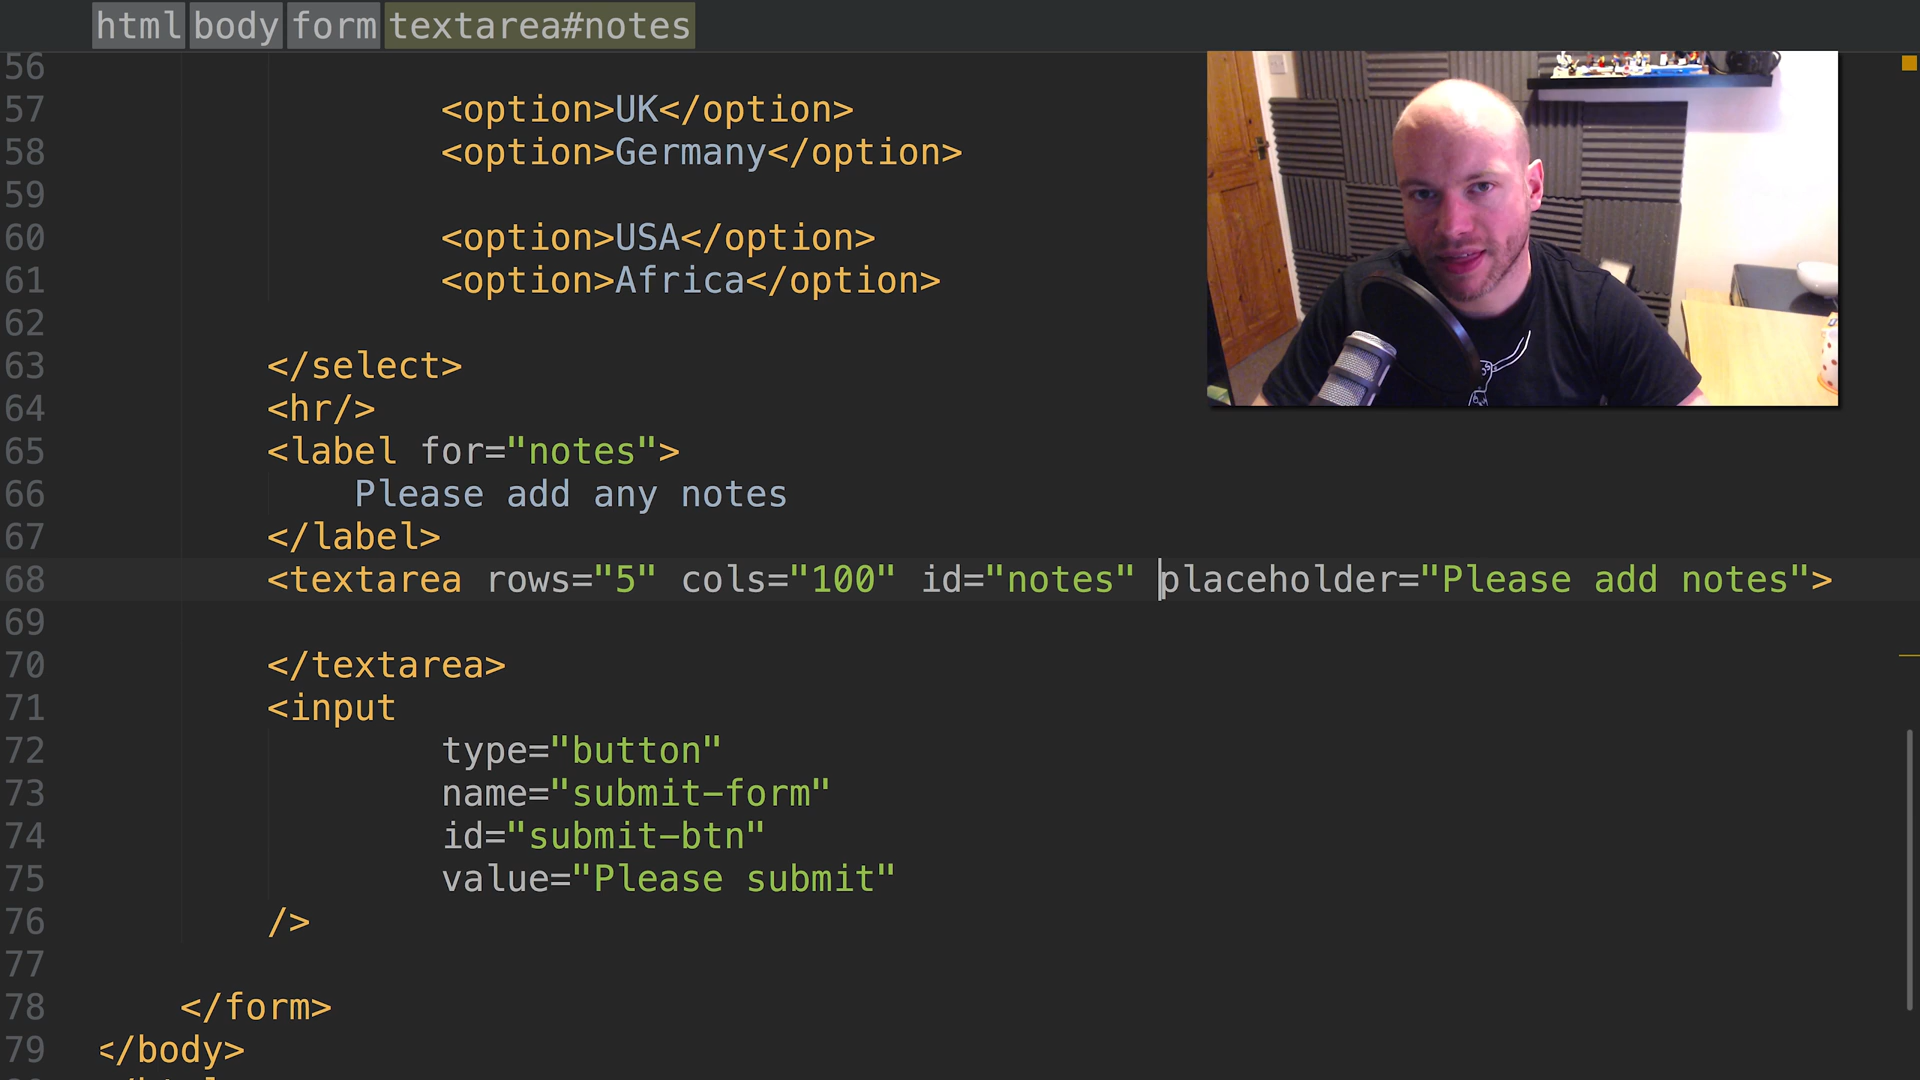 html body form textarea#notes
56
57 <option>UK</option>
58 <option>Germany</option>
59
60 <option>USA</option>
61 <option>Africa</option>
62
63 </select>
64 <hr/>
65 <label for="notes">
66 Please add any notes
67 </label>
68 <textarea rows="5" cols="100" id="notes" placeholder="Please add notes">
69
70 </textarea>
71 <input
72 type="button"
73 name="submit-form"
74 id="submit-btn"
75 value="Please submit"
76 />
77
78 </form>
79 </body>